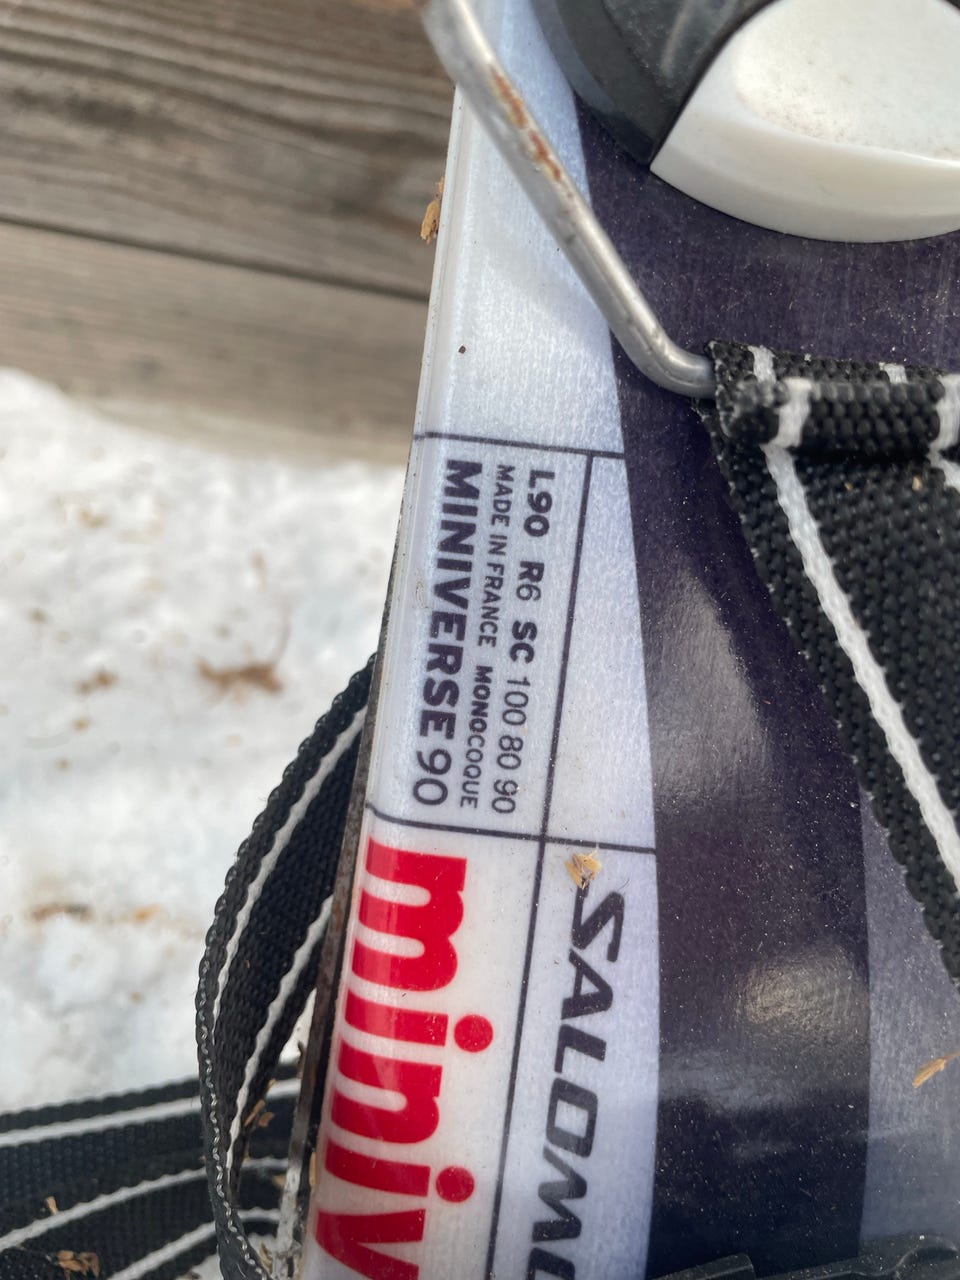 L90 R6 SC 100 80 90
MADE IN FRANCE MONOCOQUE
MINIVERSE 90
SALOMO
miniv